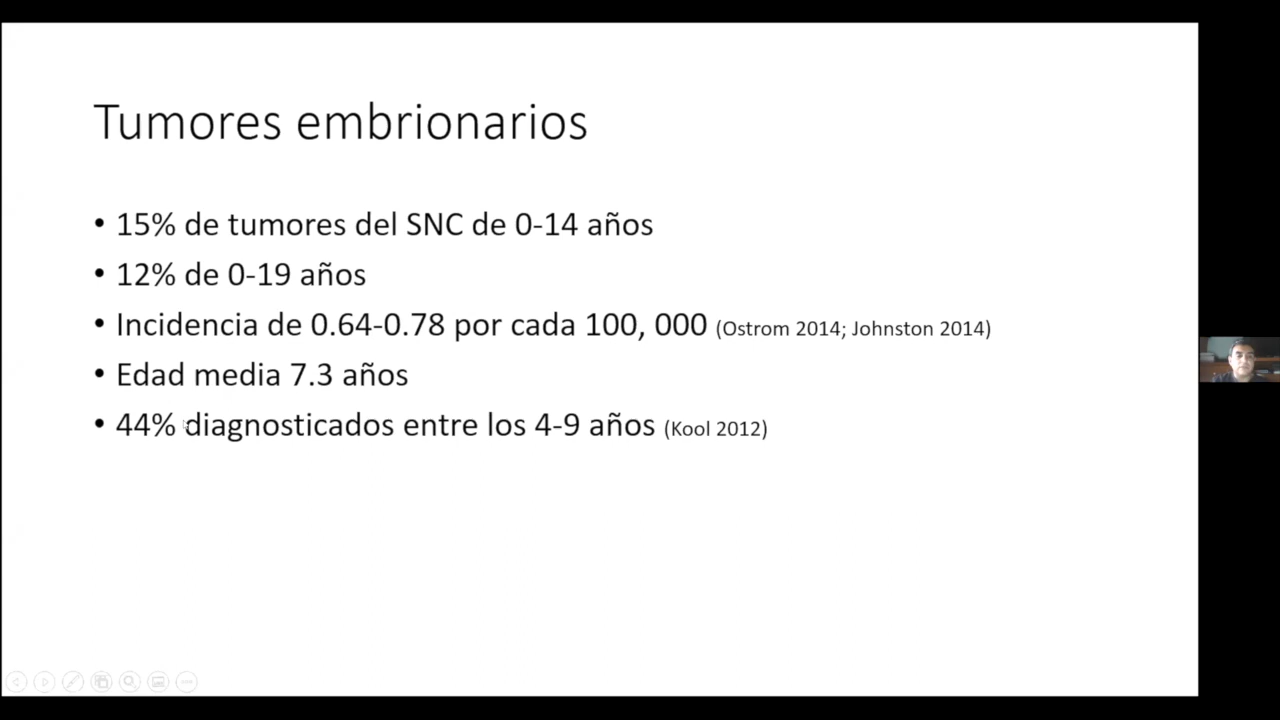 Tumores embrionarios
• 15% de tumores del SNC de 0-14 años
• 12% de 0-19 años
• Incidencia de 0.64-0.78 por cada 100, 000 (Ostrom 2014; Johnston 2014)
• Edad media 7.3 años
• 44% diagnosticados entre los 4-9 años (Kool 2012)